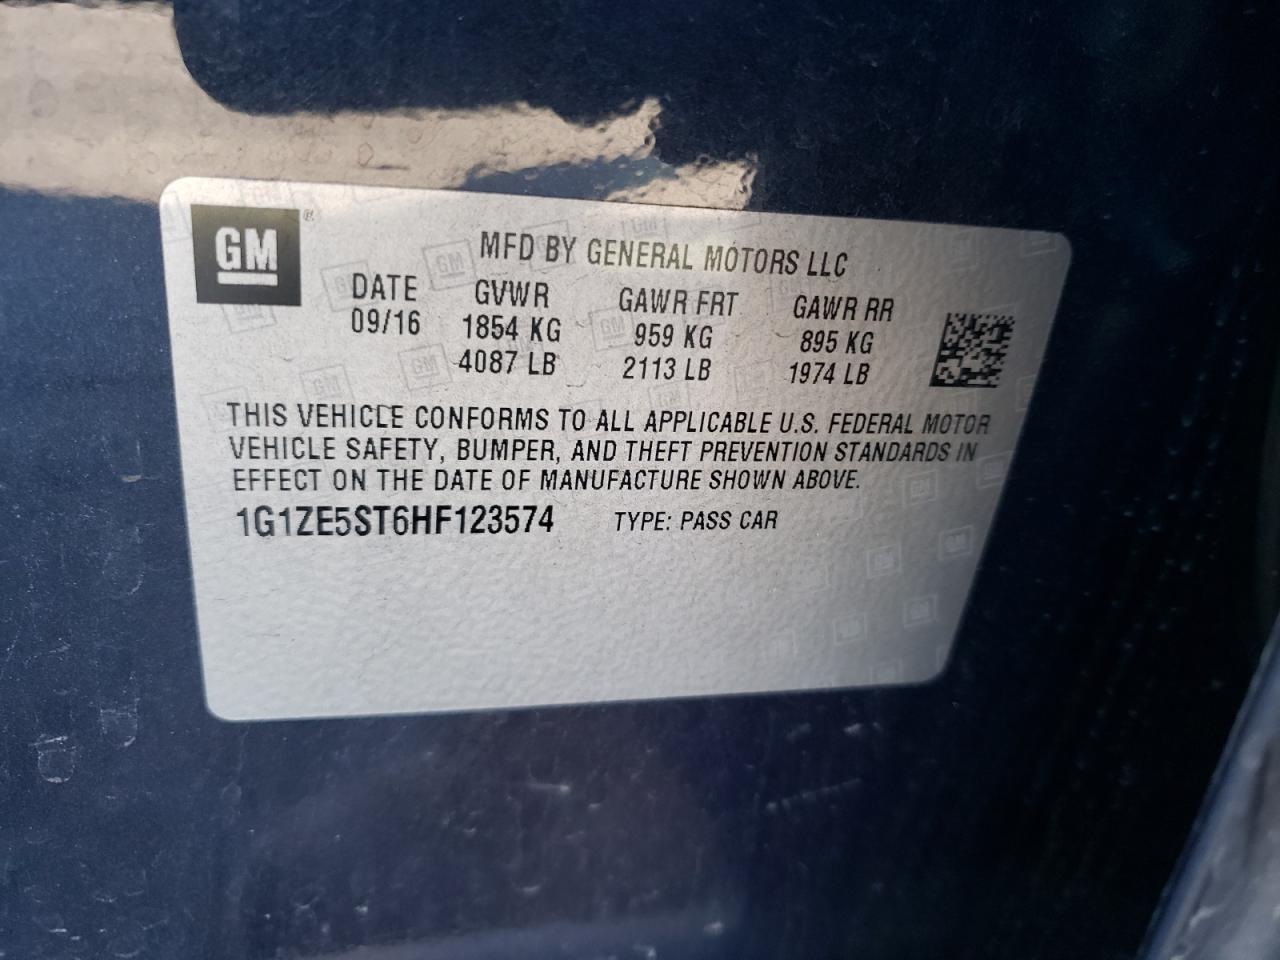 GM®
MFD BY GENERAL MOTORS LLC
DATE GVWR GAWR FRT GAWR RR
09/16 1854 KG 959 KG 895 KG
4087 LB 2113 LB 1974 LB
THIS VEHICLE CONFORMS TO ALL APPLICABLE U.S. FEDERAL MOTOR
VEHICLE SAFETY, BUMPER, AND THEFT PREVENTION STANDARDS IN
EFFECT ON THE DATE OF MANUFACTURE SHOWN ABOVE.
1G1ZE5ST6HF123574 TYPE: PASS CAR